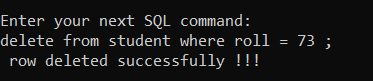 Enter your next SQL command:
delete from student where roll = 73 ;
 row deleted successfully !!!